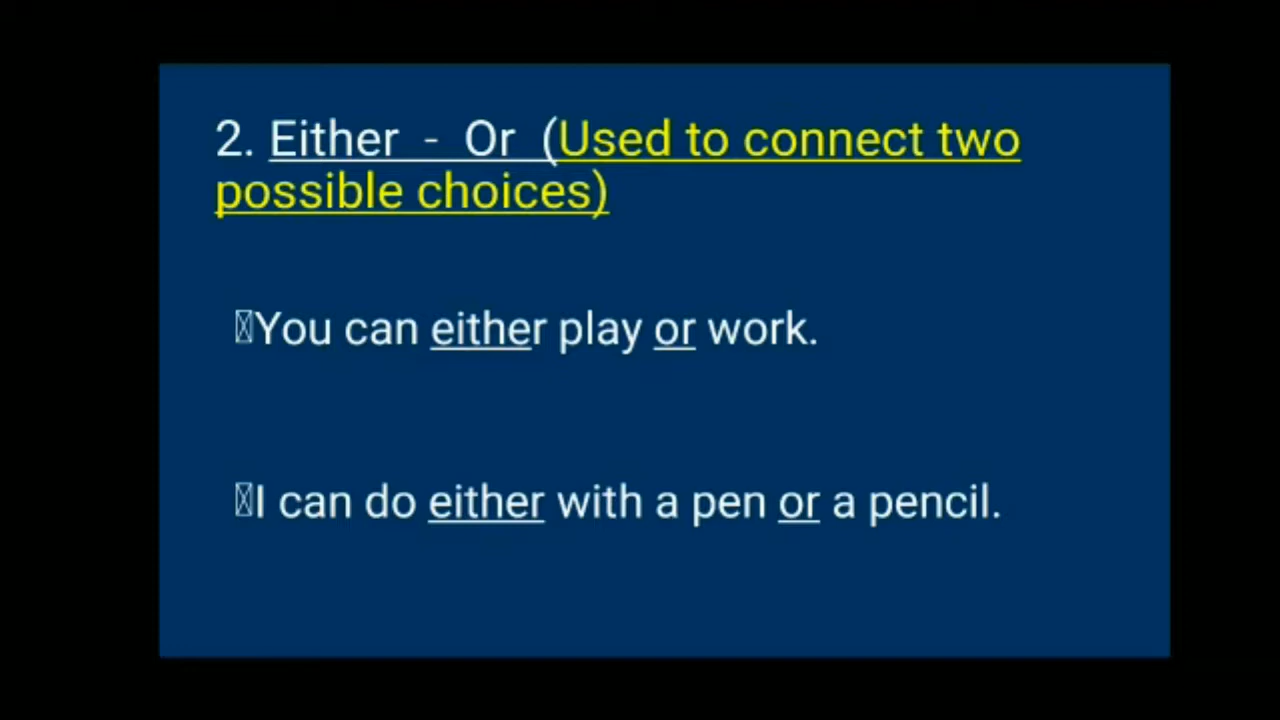 2. Either - Or (Used to connect two
possible choices)
You can either play or work.
I can do either with a pen or a pencil.